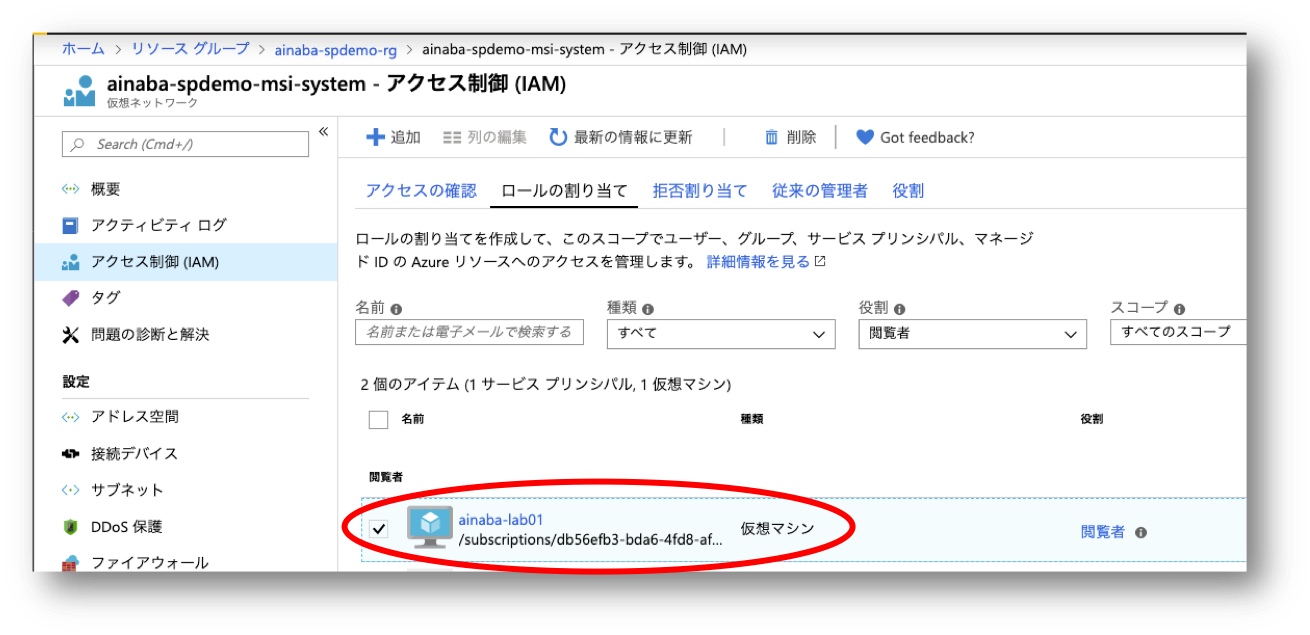 ホーム > リソース グループ > ainaba-spdemo-rg > ainaba-spdemo-msi-system - アクセス制御 (IAM)
ainaba-spdemo-msi-system - アクセス制御 (IAM)
仮想ネットワーク
Search (Cmd+/)
«
追加 列の編集 最新の情報に更新 削除 Got feedback?
概要
アクティビティ ログ
アクセス制御 (IAM)
タグ
問題の診断と解決
設定
アドレス空間
接続デバイス
サブネット
DDoS 保護
ファイアウォール
アクセスの確認 ロールの割り当て 拒否割り当て 従来の管理者 役割
ロールの割り当てを作成して、このスコープでユーザー、グループ、サービス プリンシパル、マネージ
ド ID の Azure リソースへのアクセスを管理します。 詳細情報を見る
名前 種類 役割 スコープ
名前または電子メールで検索する すべて 閲覧者 すべてのスコープ
2 個のアイテム (1 サービス プリンシパル, 1 仮想マシン)
名前 種類 役割
閲覧者
ainaba-lab01 仮想マシン 閲覧者
/subscriptions/db56efb3-bda6-4fd8-af...